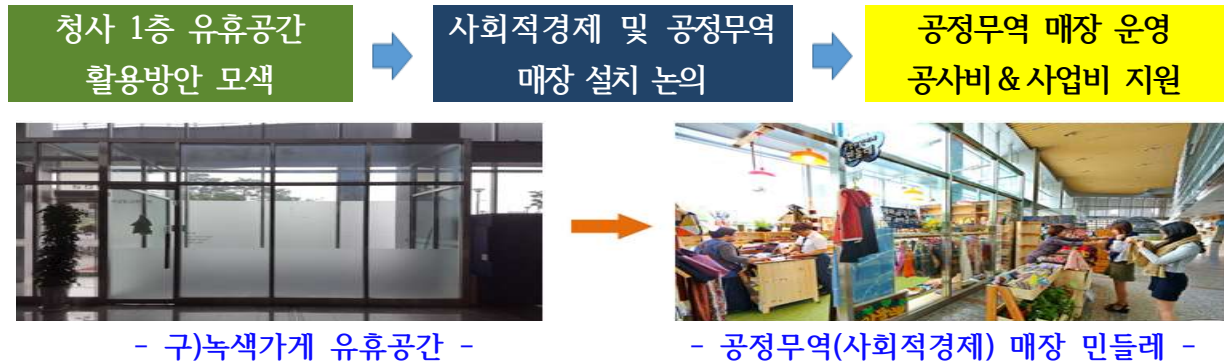 청사 1층 유휴공간
활용방안 모색
사회적경제 및 공정무역
매장 설치 논의
공정무역 매장 운영
공사비&사업비 지원
민들레
- 구)녹색가게 유휴공간 -
- 공정무역(사회적경제) 매장 민들레 -